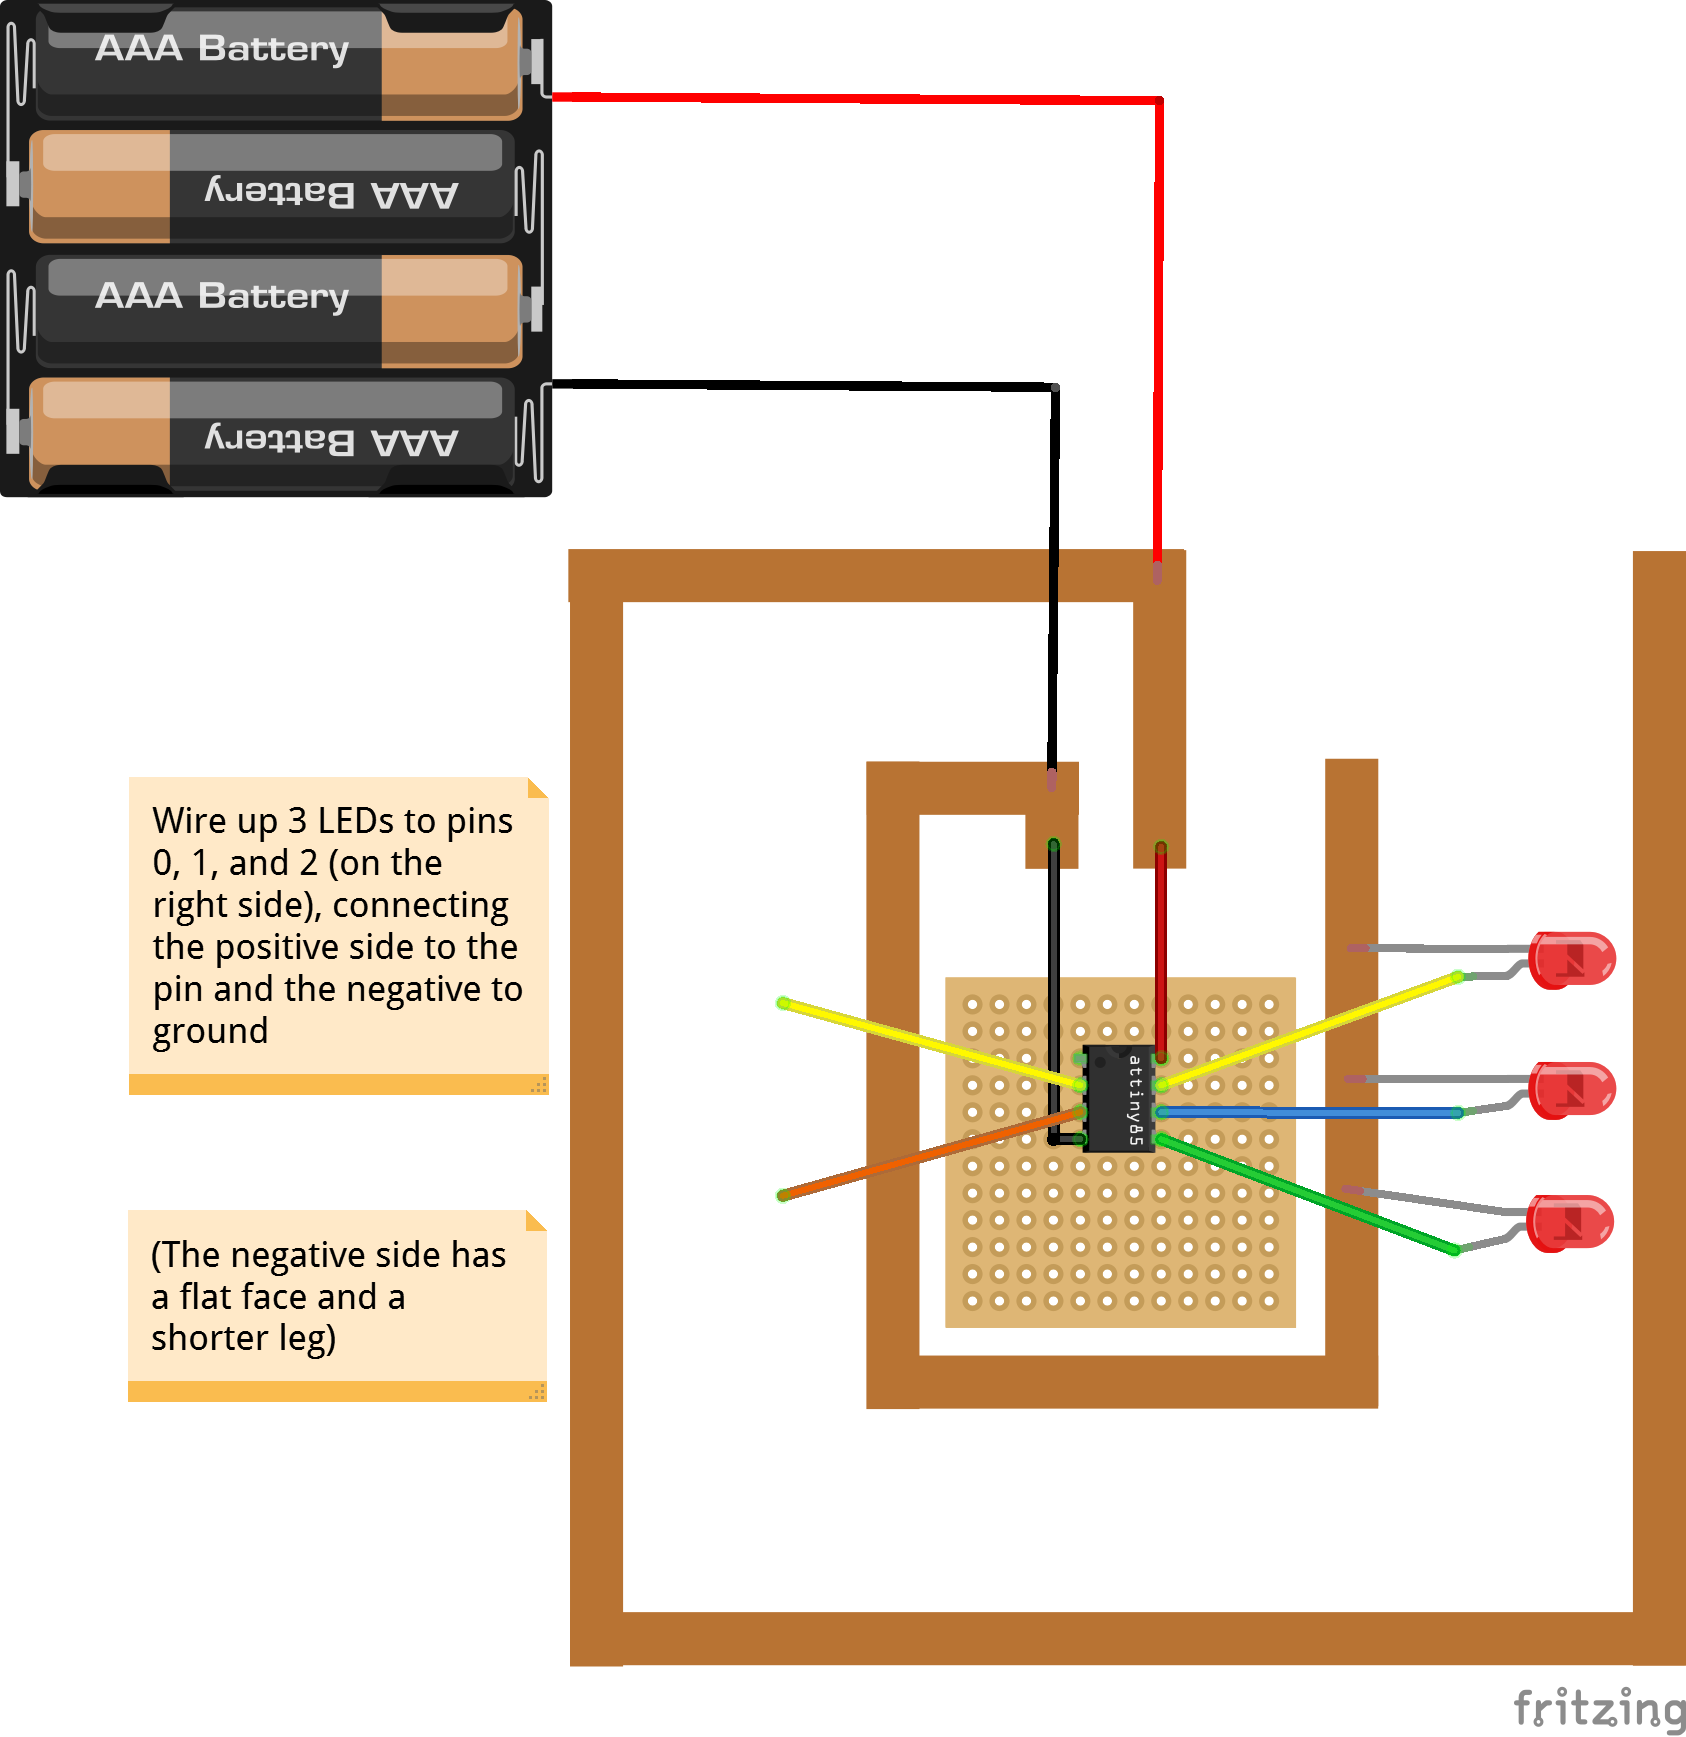 AAA Battery
AAA Battery
AAA Battery
AAA Battery
Wire up 3 LEDs to pins
0, 1, and 2 (on the
right side), connecting
the positive side to the
pin and the negative to
ground
attiny85
(The negative side has
a flat face and a
shorter leg)
fritzing